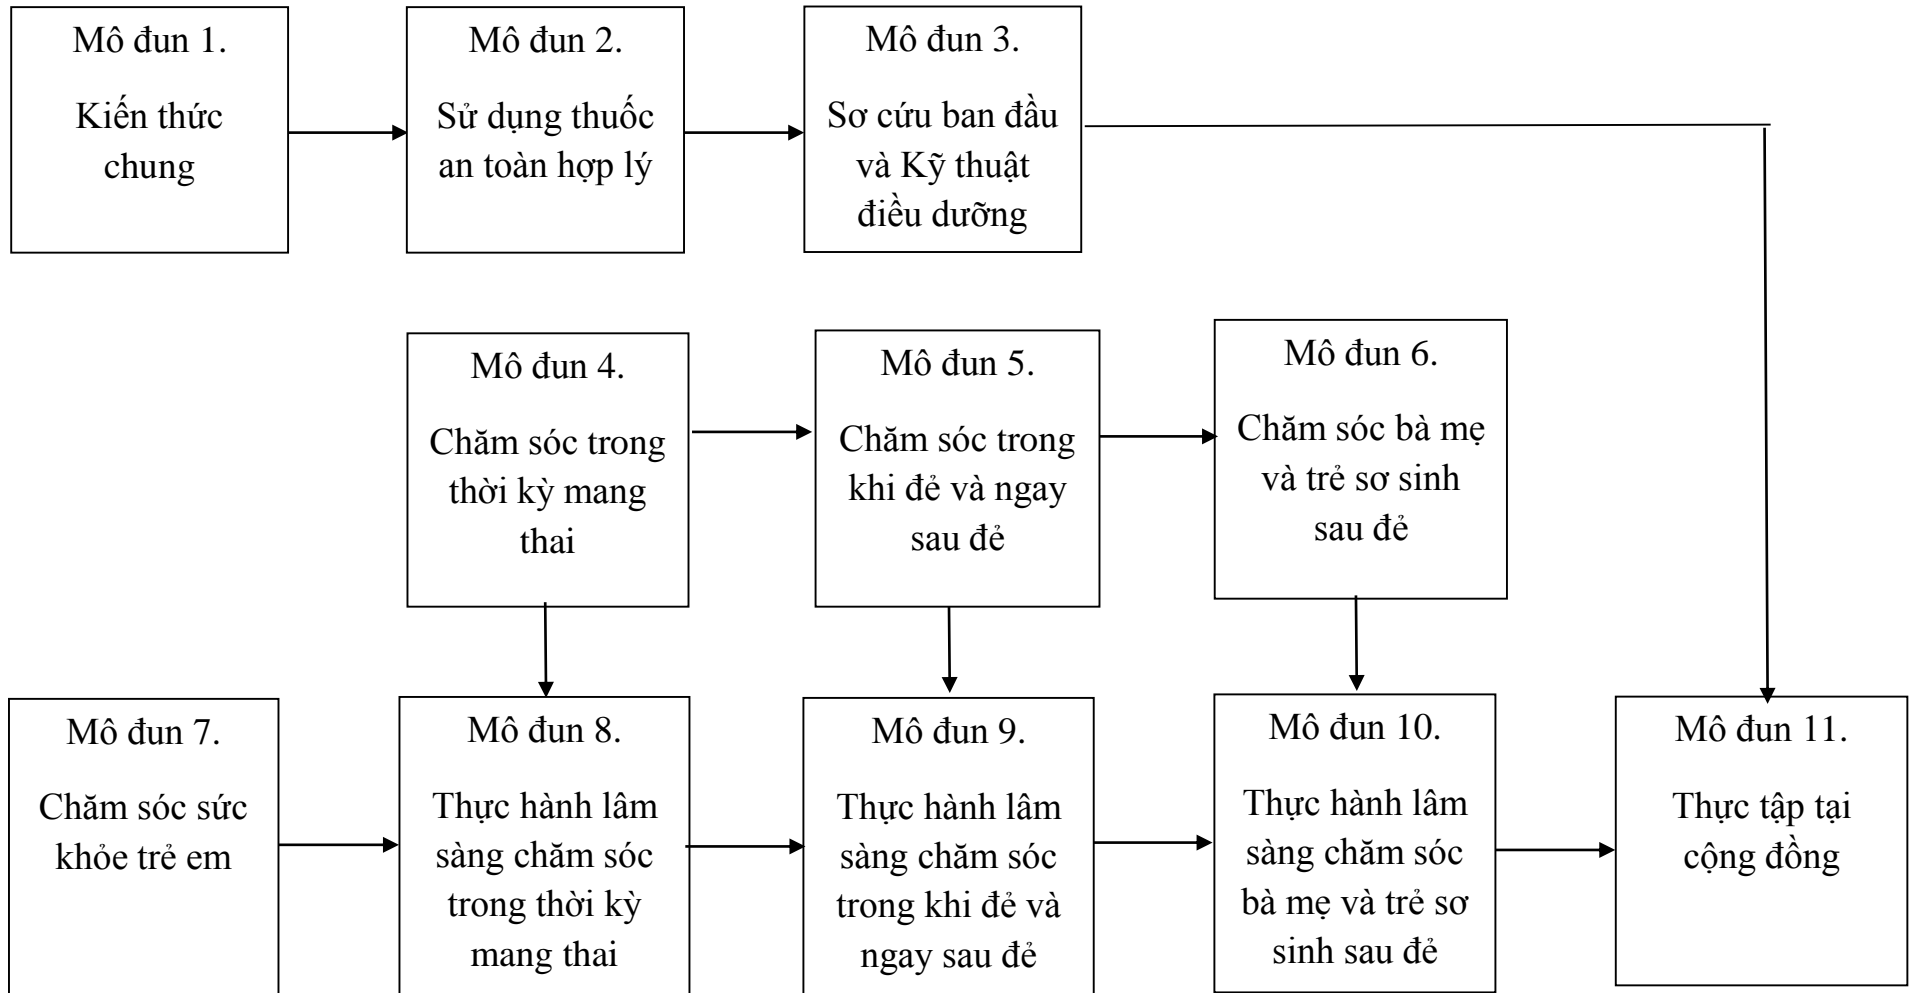 Mô đun 1.
Kiến thức
chung
Mô đun 2.
Sử dụng thuốc
an toàn hợp lý
Mô đun 3.
Sơ cứu ban đầu
và Kỹ thuật
điều dưỡng
Mô đun 4.
Chăm sóc trong
thời kỳ mang
thai
Mô đun 5.
Chăm sóc trong
khi đẻ và ngay
sau đẻ
Mô đun 6.
Chăm sóc bà mẹ
và trẻ sơ sinh
sau đẻ
Mô đun 7.
Chăm sóc sức
khỏe trẻ em
Mô đun 8.
Thực hành lâm
sàng chăm sóc
trong thời kỳ
mang thai
Mô đun 9.
Thực hành lâm
sàng chăm sóc
trong khi đẻ và
ngay sau đẻ
Mô đun 10.
Thực hành lâm
sàng chăm sóc
bà mẹ và trẻ sơ
sinh sau đẻ
Mô đun 11.
Thực tập tại
cộng đồng